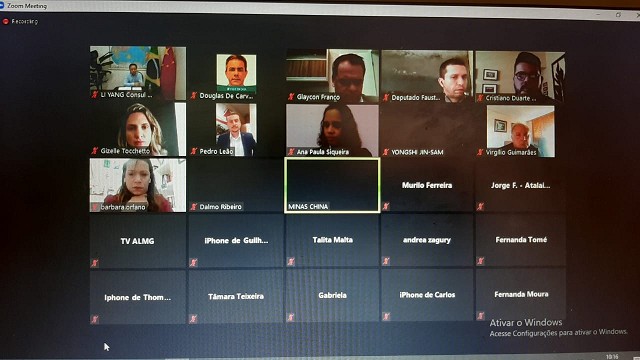 Zoom Meeting
Recording
LI YANG Consul ...
Douglas De Carv...
Glaycon Franço
Deputado Faust...
Cristiano Duarte ...
Gizelle Tocchetto
Pedro Leão
Ana Paula Siqueira
YONGSHI JIN-SAM
Virgílio Guimarães
barbara.orfano
Dalmo Ribeiro
MINAS CHINA
Murilo Ferreira
Jorge F. - Atalai...
TV ALMG
iPhone de Guilh...
Talita Malta
andrea zagury
Fernanda Tomé
Iphone de Thom...
Tâmara Teixeira
Gabriela
iPhone de Carlos
Fernanda Moura
Ativar o Windows
Acesse Configurações para ativar o Windows.
10:16